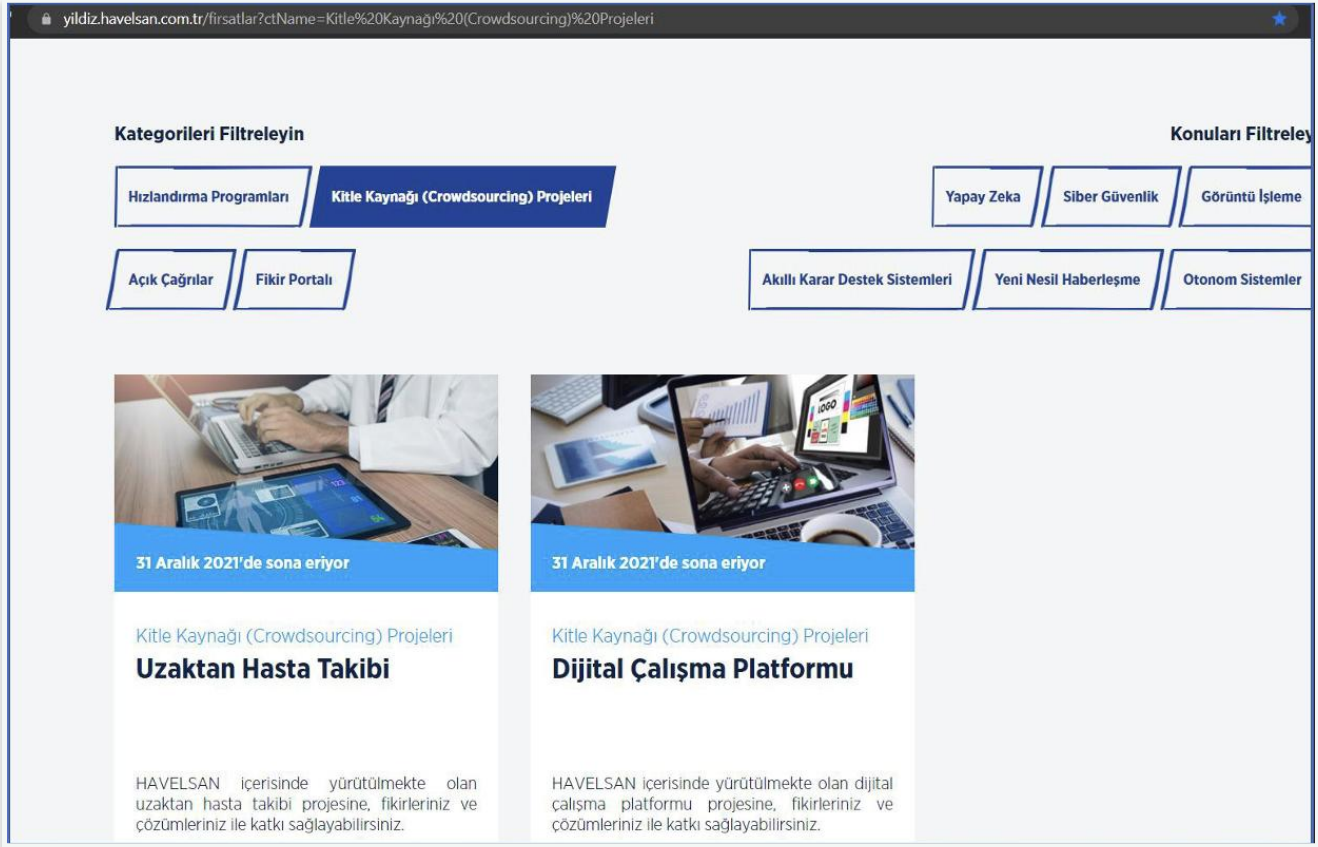 yildiz.havelsan.com.tr/firsatlar?ctName=Kitle%20Kaynağı%20(Crowdsourcing)%20Projeleri
Kategorileri Filtreleyin
Konuları Filtreley
Hızlandırma Programları
Kitle Kaynağı (Crowdsourcing) Projeleri
Yapay Zeka
Siber Güvenlik
Görüntü İşleme
Açık Çağrılar
Fikir Portalı
Akıllı Karar Destek Sistemleri
Yeni Nesil Haberleşme
Otonom Sistemler
123
81
64
31 Aralık 2021'de sona eriyor
Kitle Kaynağı (Crowdsourcing) Projeleri
Uzaktan Hasta Takibi
HAVELSAN içerisinde yürütülmekte olan
uzaktan hasta takibi projesine, fikirleriniz ve
çözümleriniz ile katkı sağlayabilirsiniz.
LOGO
31 Aralık 2021'de sona eriyor
Kitle Kaynağı (Crowdsourcing) Projeleri
Dijital Çalışma Platformu
HAVELSAN içerisinde yürütülmekte olan dijital
çalışma platformu projesine, fikirleriniz ve
çözümleriniz ile katkı sağlayabilirsiniz.